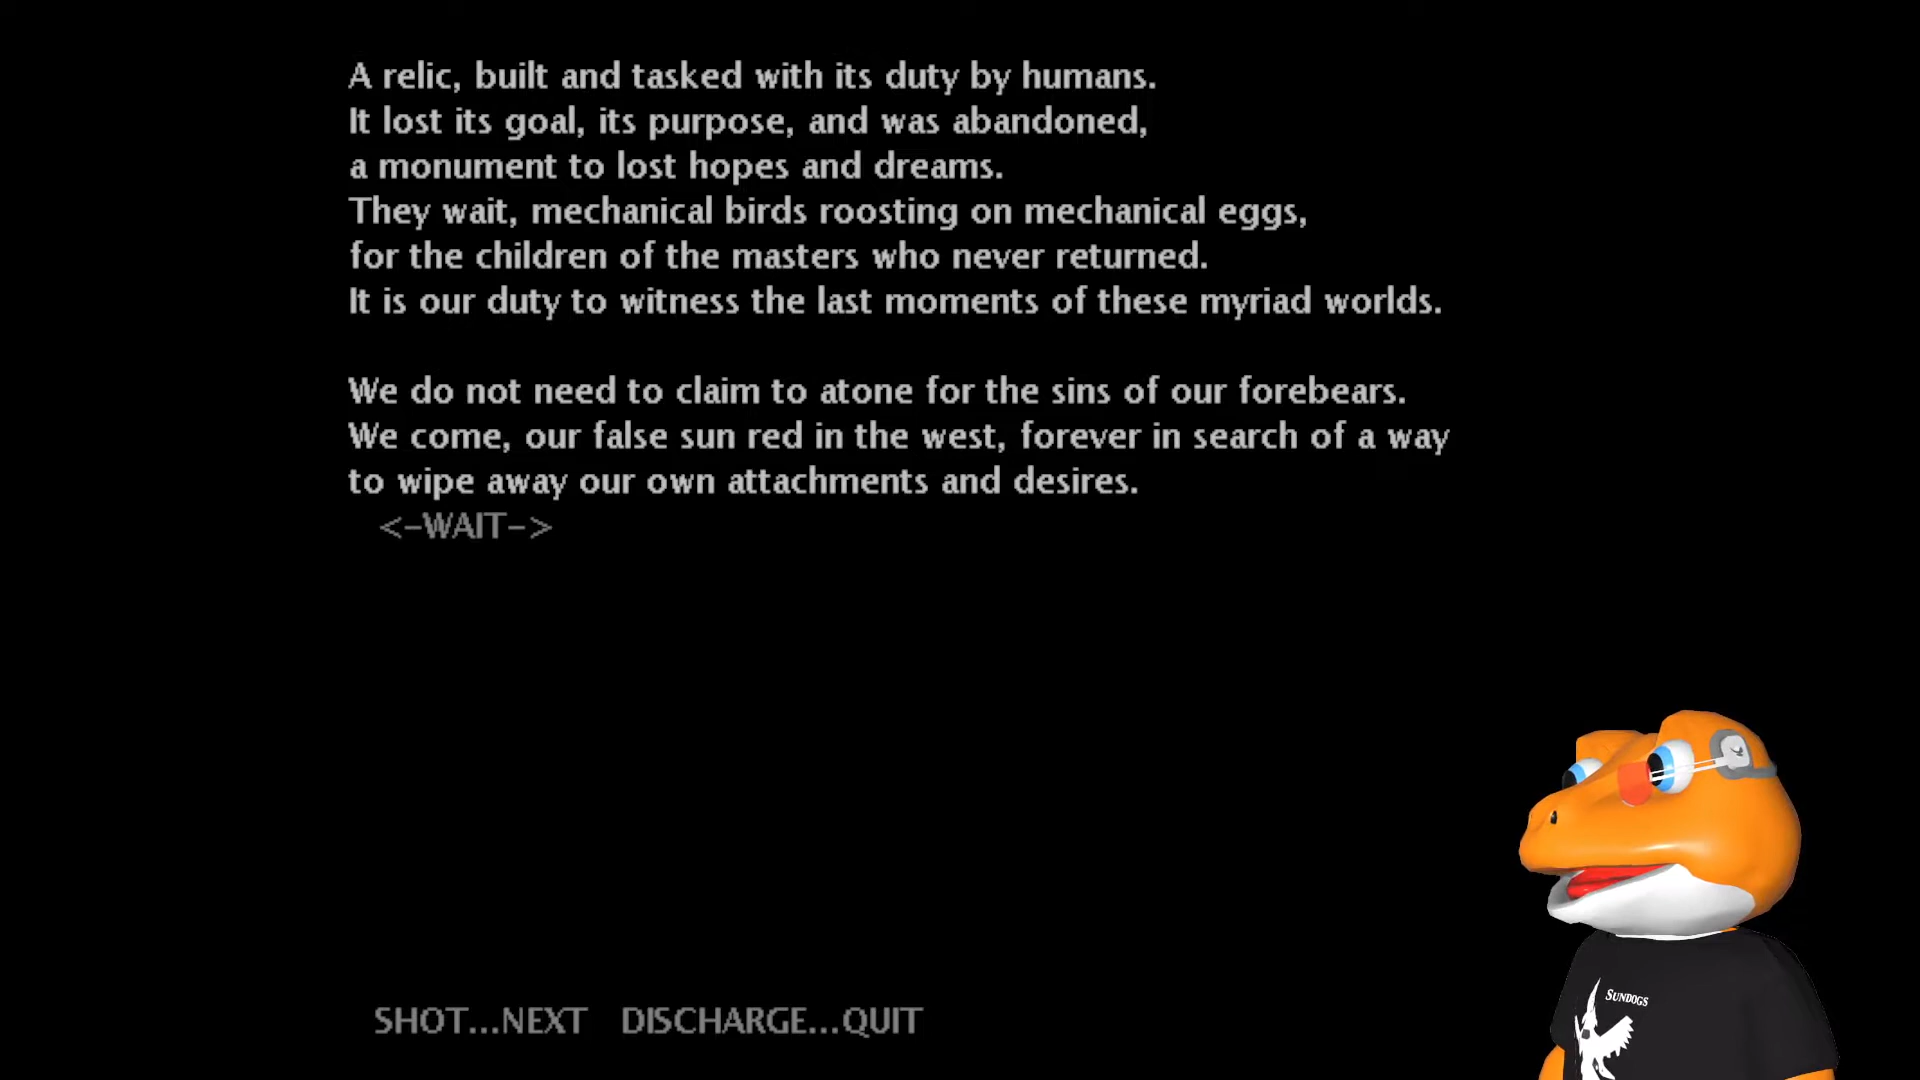 A relic, built and tasked with its duty by humans.
It lost its goal, its purpose, and was abandoned,
a monument to lost hopes and dreams.
They wait, mechanical birds roosting on mechanical eggs,
for the children of the masters who never returned.
It is our duty to witness the last moments of these myriad worlds.
We do not need to claim to atone for the sins of our forebears.
We come, our false sun red in the west, forever in search of a way
to wipe away our own attachments and desires.
<-WAIT->
SHOT...NEXT DISCHARGE...QUIT
SUNDOGS